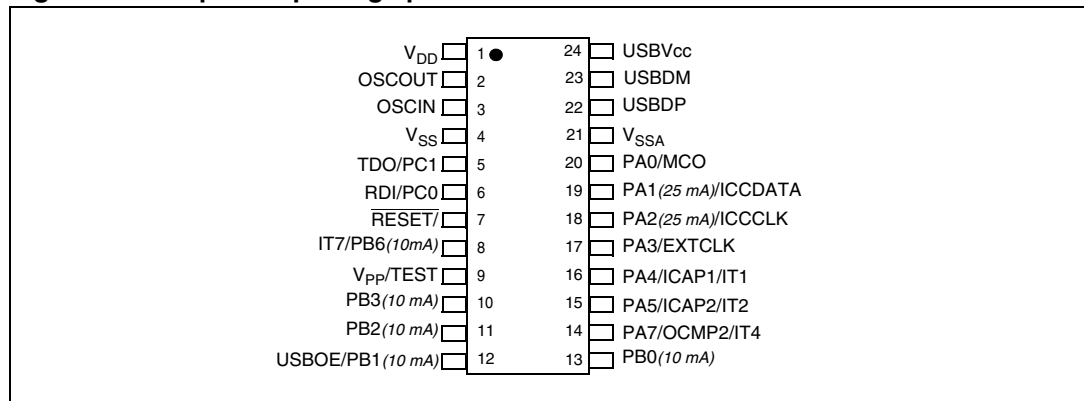 VDD 1 24 USBVcc
OSCOUT 2 23 USBDM
OSCIN 3 22 USBDP
VSS 4 21 VSSA
TDO/PC1 5 20 PA0/MCO
RDI/PC0 6 19 PA1(25 mA)/ICCDATA
RESET/ 7 18 PA2(25 mA)/ICCCLK
IT7/PB6(10mA) 8 17 PA3/EXTCLK
VPP/TEST 9 16 PA4/ICAP1/IT1
PB3(10 mA) 10 15 PA5/ICAP2/IT2
PB2(10 mA) 11 14 PA7/OCMP2/IT4
USBOE/PB1(10 mA) 12 13 PB0(10 mA)